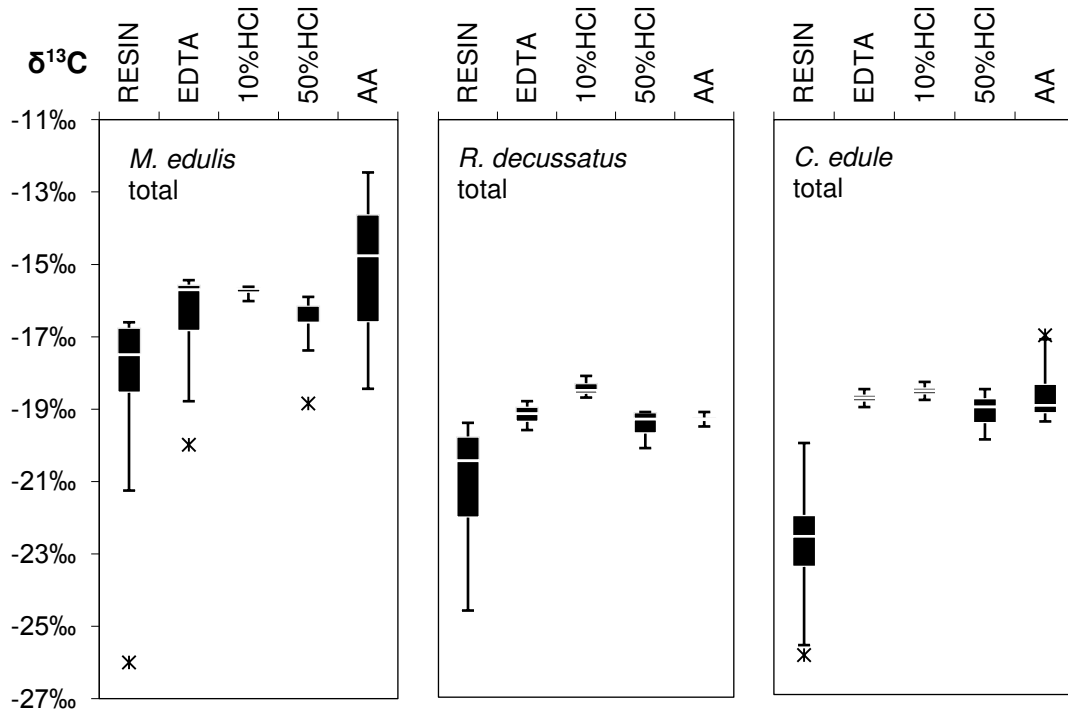 δ¹³C
RESIN
EDTA
10%HCl
50%HCl
AA
RESIN
EDTA
10%HCl
50%HCl
AA
RESIN
EDTA
10%HCl
50%HCl
AA
-11‰
-13‰
-15‰
-17‰
-19‰
-21‰
-23‰
-25‰
-27‰
M. edulis
total
R. decussatus
total
C. edule
total